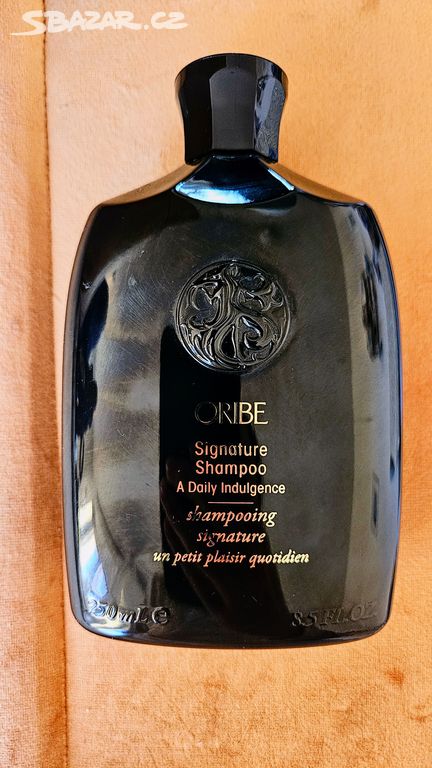 SBAZAR.CZ
ORIBE
Signature
Shampoo
A Daily Indulgence
shampooing
signature
un petit plaisir quotidien
250 mL ℮ 8.5 FL OZ